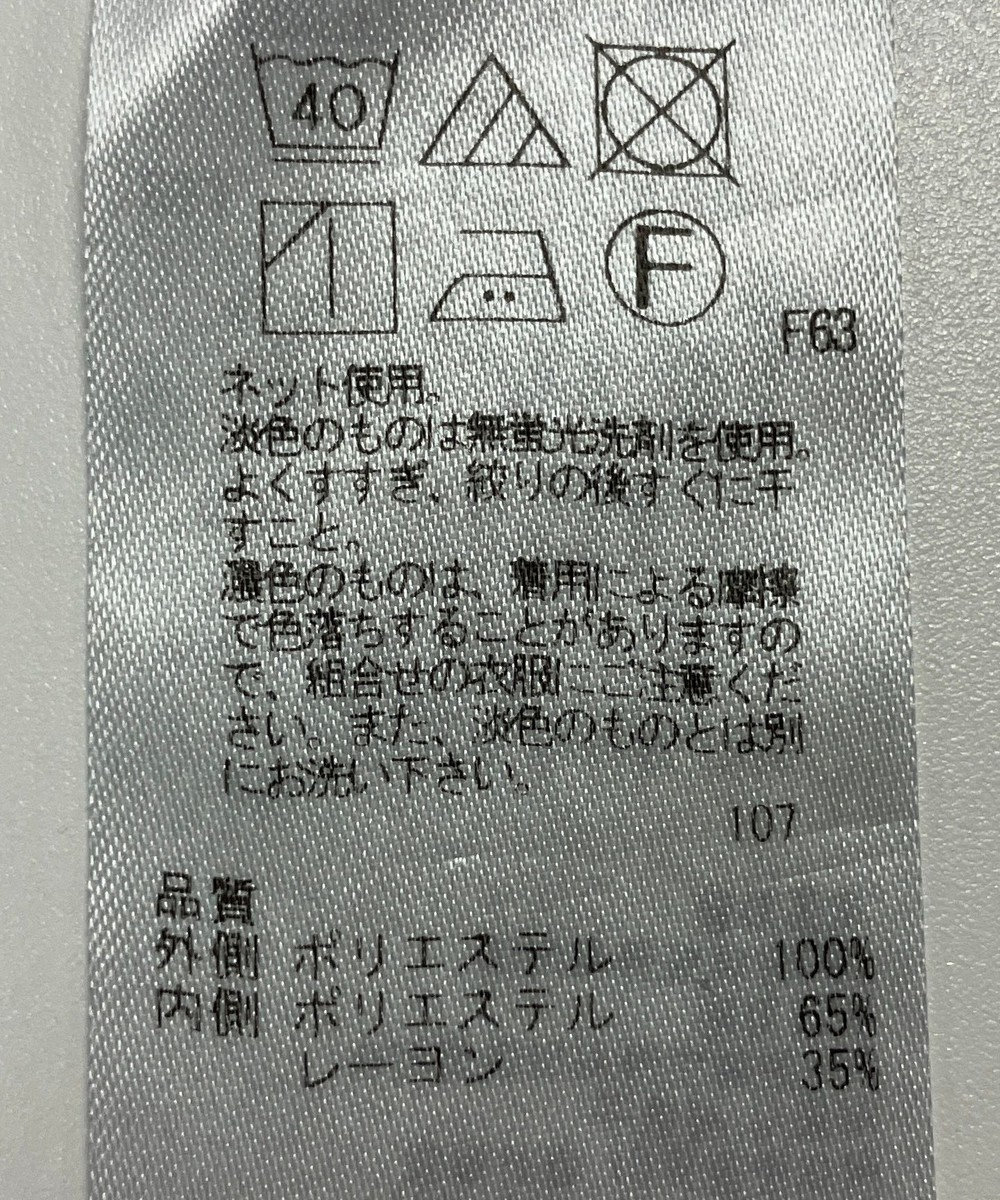 40
F
F63
ネット使用。
淡色のものは無蛍光洗剤を使用。
よくすすぎ、絞りの後すぐに干
すこと。
濃色のものは、着用による摩擦
で色落ちすることがありますの
で、組合せの衣服にご注意くだ
さい。また、淡色のものとは別
にお洗い下さい。
107
品質
外側 ポリエステル 100%
内側 ポリエステル 65%
レーヨン 35%